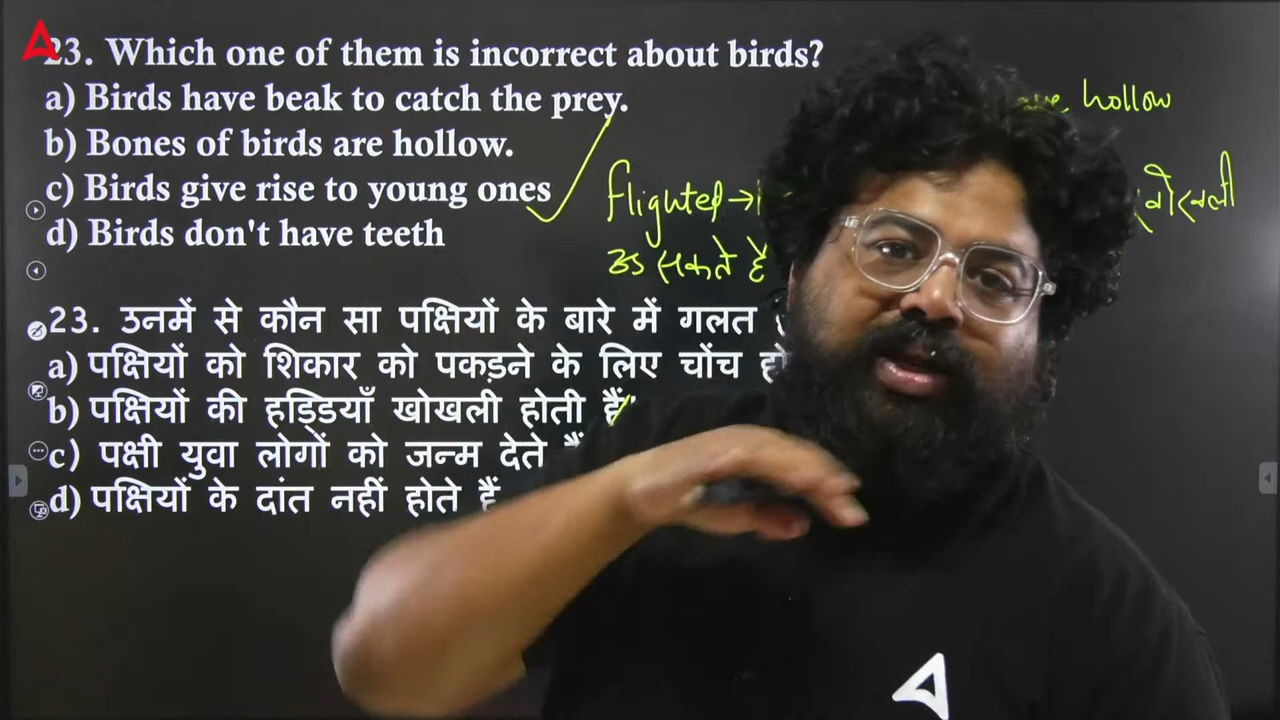 23. Which one of them is incorrect about birds?
a) Birds have beak to catch the prey.
b) Bones of birds are hollow.
c) Birds give rise to young ones
d) Birds don't have teeth
hollow
flighted →
उड़ सकते हैं
23. उनमें से कौन सा पक्षियों के बारे में गलत
a) पक्षियों को शिकार को पकड़ने के लिए चोंच
b) पक्षियों की हड्डियाँ खोखली होती हैं
c) पक्षी युवा लोगों को जन्म देते
d) पक्षियों के दांत नहीं होते हैं